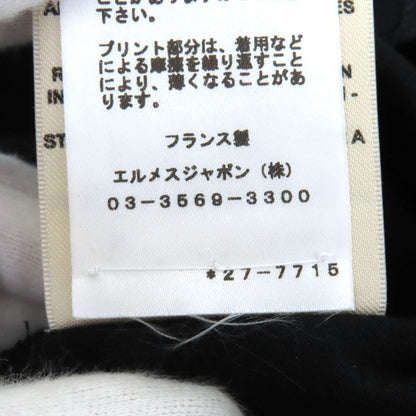 下さい。
プリント部分は、着用など
による摩擦を繰り返すこと
により、薄くなることがあ
ります。
フランス製
エルメスジャポン（株）
03-3569-3300
*27-7715